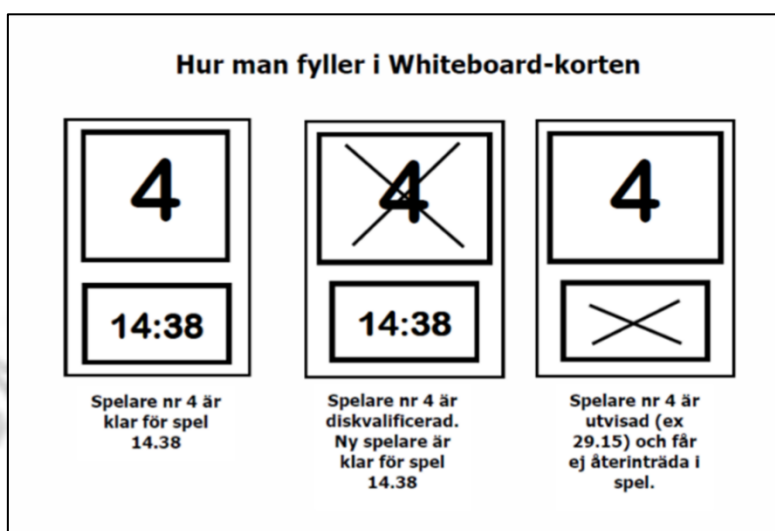 Hur man fyller i Whiteboard-korten
4
14:38
Spelare nr 4 är
klar för spel
14.38
4
14:38
Spelare nr 4 är
diskvalificerad.
Ny spelare är
klar för spel
14.38
4
Spelare nr 4 är
utvisad (ex
29.15) och får
ej återinträda i
spel.